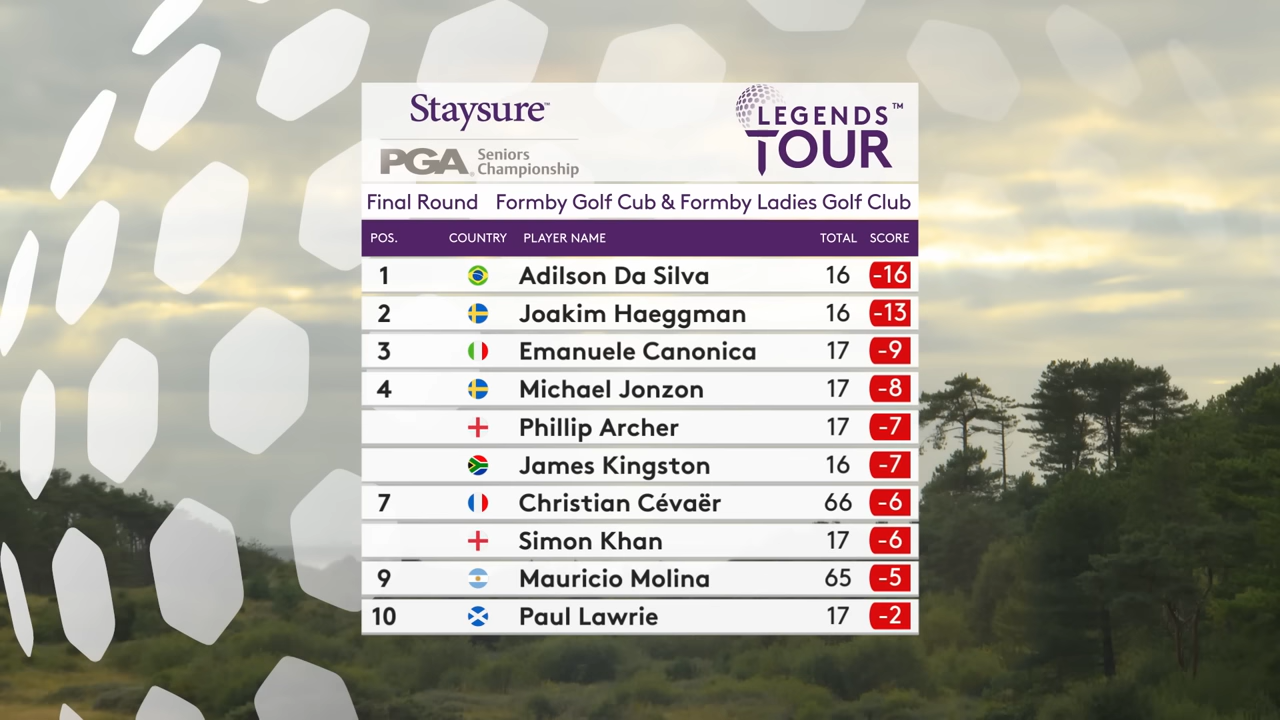 Staysure™
LEGENDS™
TOUR
PGA. Seniors
Championship
Final Round Formby Golf Cub & Formby Ladies Golf Club
POS. COUNTRY PLAYER NAME TOTAL SCORE
1 Adilson Da Silva 16 -16
2 Joakim Haeggman 16 -13
3 Emanuele Canonica 17 -9
4 Michael Jonzon 17 -8
Phillip Archer 17 -7
James Kingston 16 -7
7 Christian Cévaër 66 -6
Simon Khan 17 -6
9 Mauricio Molina 65 -5
10 Paul Lawrie 17 -2